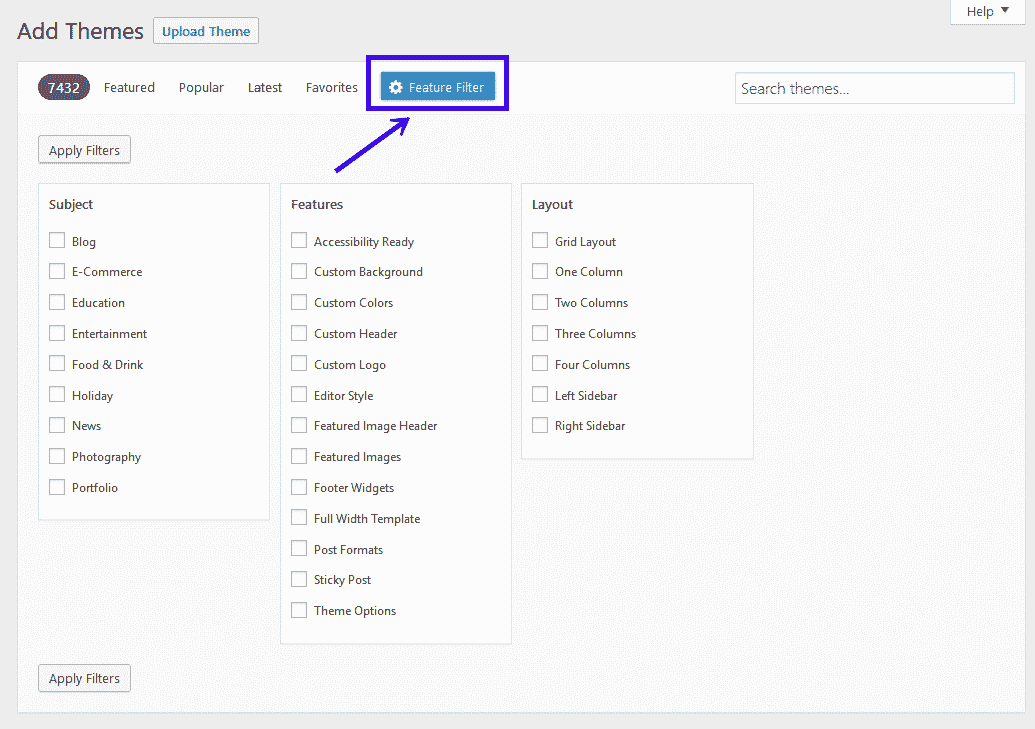 Help
Add Themes Upload Theme
7432 Featured Popular Latest Favorites Feature Filter Search themes...
Apply Filters
Subject
Blog
E-Commerce
Education
Entertainment
Food & Drink
Holiday
News
Photography
Portfolio
Features
Accessibility Ready
Custom Background
Custom Colors
Custom Header
Custom Logo
Editor Style
Featured Image Header
Featured Images
Footer Widgets
Full Width Template
Post Formats
Sticky Post
Theme Options
Layout
Grid Layout
One Column
Two Columns
Three Columns
Four Columns
Left Sidebar
Right Sidebar
Apply Filters